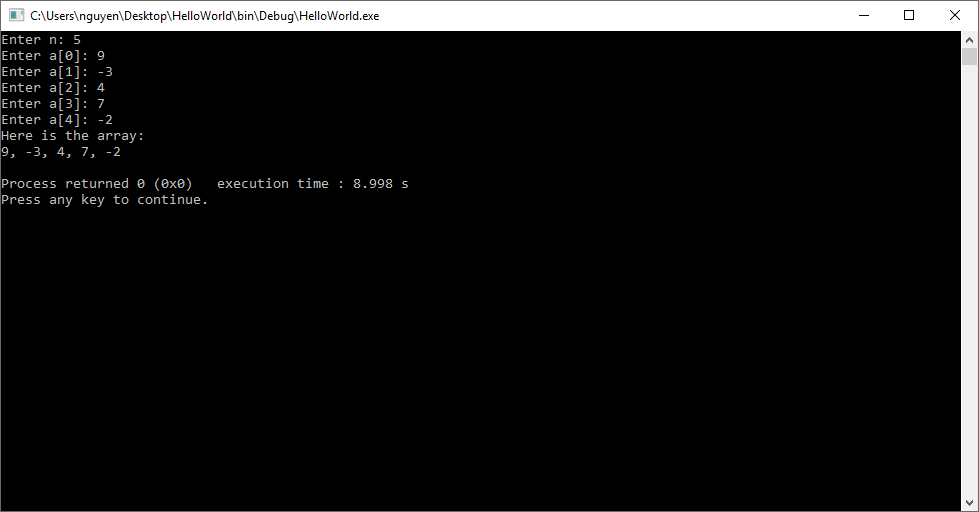 C:\Users\nguyen\Desktop\HelloWorld\bin\Debug\HelloWorld.exe
Enter n: 5
Enter a[0]: 9
Enter a[1]: -3
Enter a[2]: 4
Enter a[3]: 7
Enter a[4]: -2
Here is the array:
9, -3, 4, 7, -2
Process returned 0 (0x0)   execution time : 8.998 s
Press any key to continue.